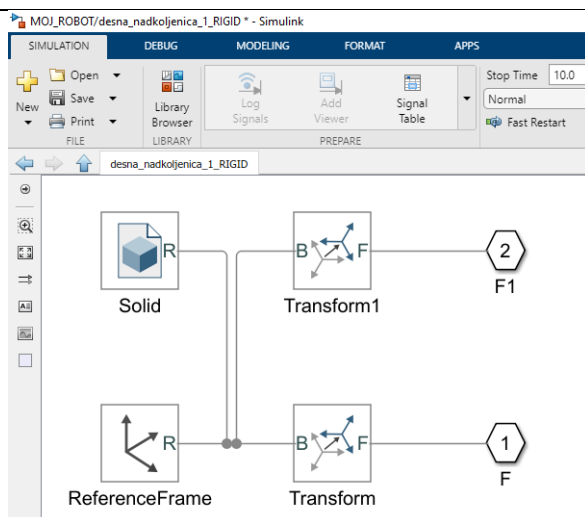 MOJ_ROBOT/desna_nadkoljenica_1_RIGID * - Simulink
SIMULATION DEBUG MODELING FORMAT APPS
New
Open
Save
Print
FILE
Library
Browser
LIBRARY
Log
Signals
Add
Viewer
Signal
Table
PREPARE
Stop Time 10.0
Normal
Fast Restart
desna_nadkoljenica_1_RIGID
R
Solid
B F
Transform1
2
F1
R
ReferenceFrame
B F
Transform
1
F